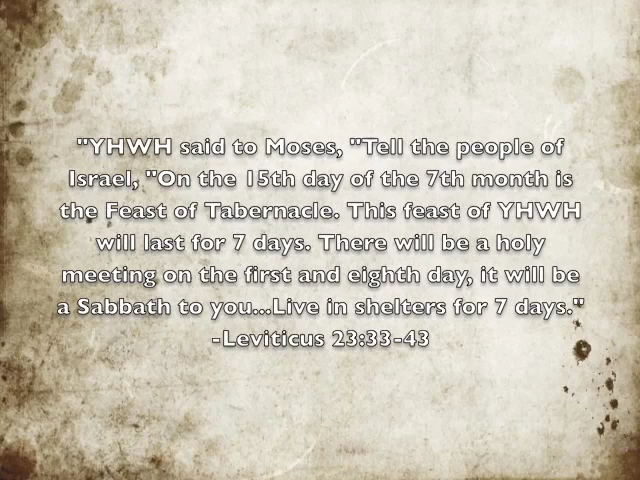 "YHWH said to Moses, "Tell the people of
Israel, "On the 15th day of the 7th month is
the Feast of Tabernacle. This feast of YHWH
will last for 7 days. There will be a holy
meeting on the first and eighth day, it will be
a Sabbath to you...Live in shelters for 7 days."
-Leviticus 23:33-43